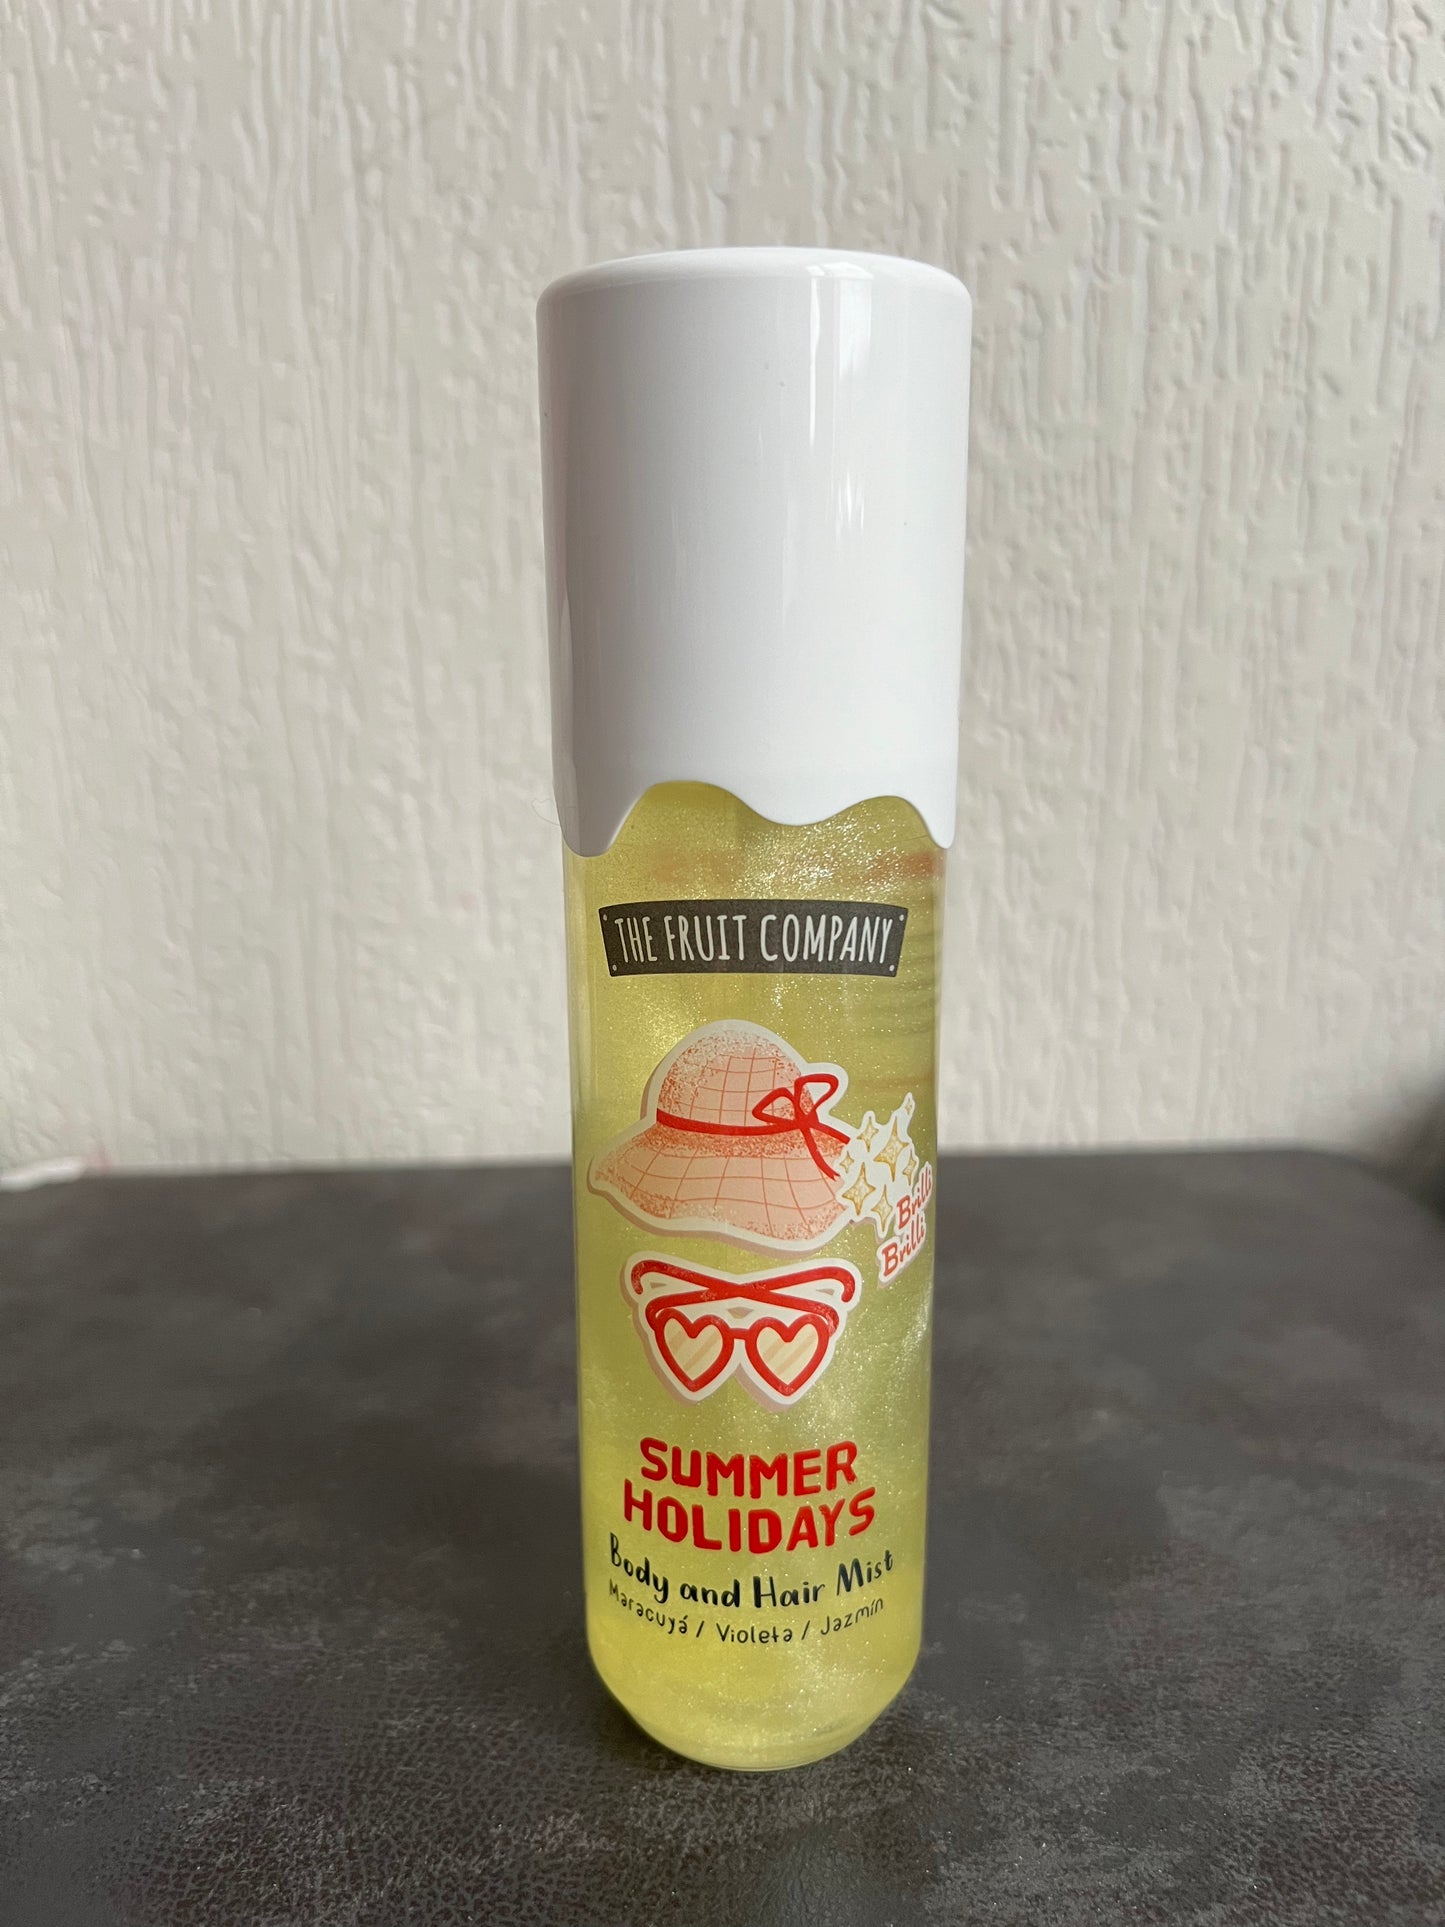 THE FRUIT COMPANY
Brilli
Brilli
SUMMER
HOLIDAYS
Body and Hair Mist
Maracuyá / Violeta / Jazmín